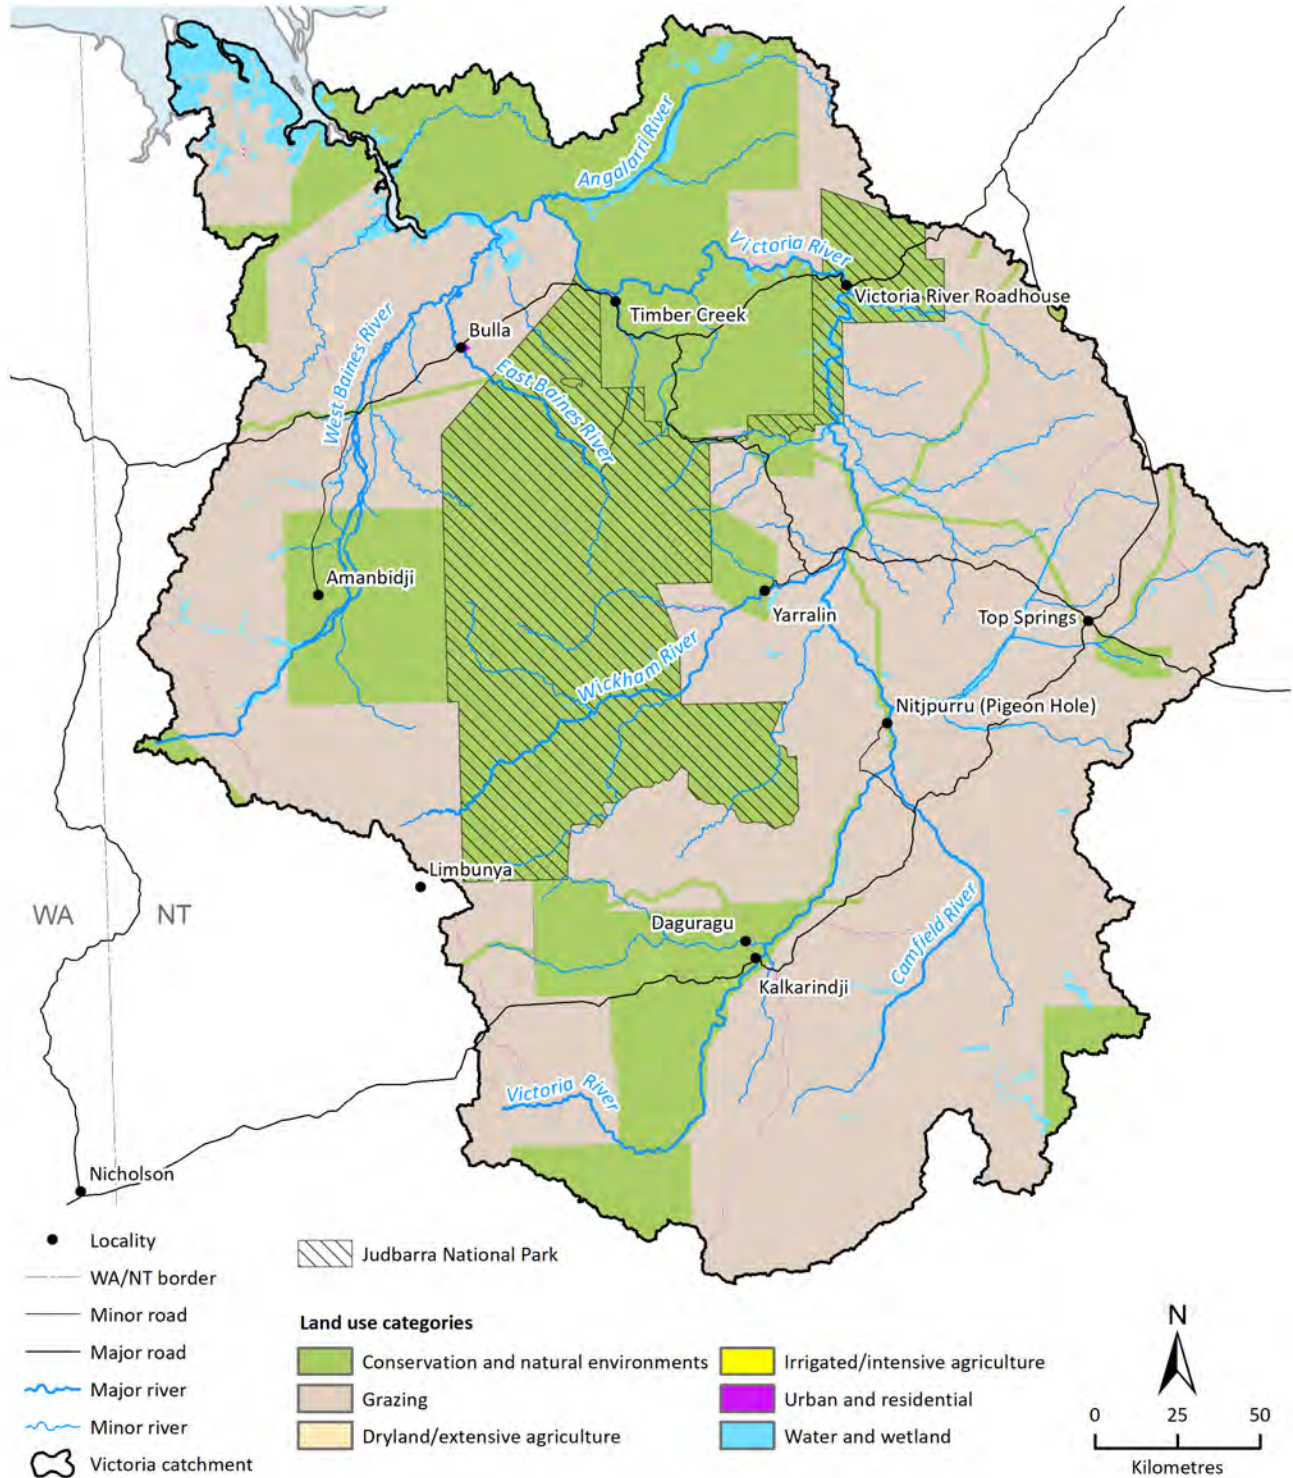 Angalarri River
Victoria River
Victoria River Roadhouse
Timber Creek
Bulla
West Baines River
East Baines River
Amanbidji
Yarralin
Top Springs
Wickham River
Nitjpurru (Pigeon Hole)
Limbunya
WA
NT
Daguragu
Camfield River
Kalkarindji
Victoria River
Nicholson
Locality
WA/NT border
Minor road
Major road
Major river
Minor river
Victoria catchment
Judbarra National Park
Land use categories
Conservation and natural environments
Grazing
Dryland/extensive agriculture
Irrigated/intensive agriculture
Urban and residential
Water and wetland
N
0 25 50
Kilometres